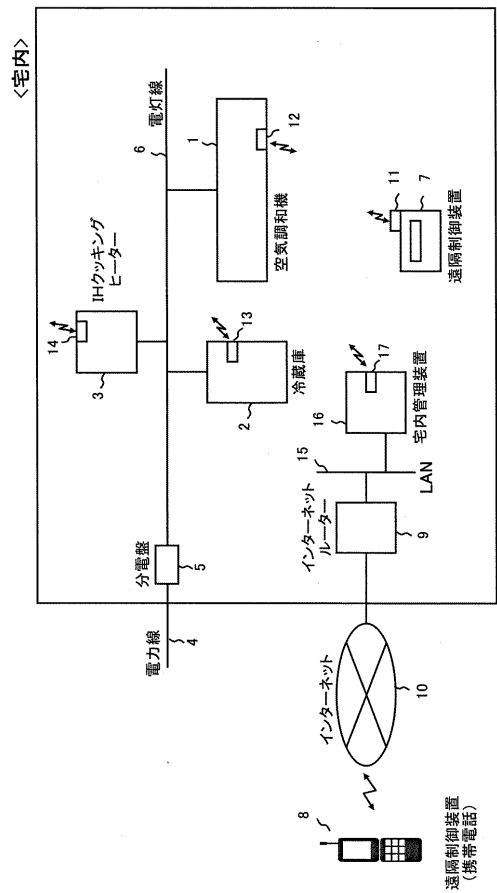 <宅内>
IHクッキング
ヒーター
14
3
6
電灯線
1
12
空気調和機
分電盤
5
電力線
4
13
2
冷蔵庫
11
7
遠隔制御装置
インターネット
ルーター
9
15
LAN
16
17
宅内管理装置
インターネット
10
8
遠隔制御装置
(携帯電話)